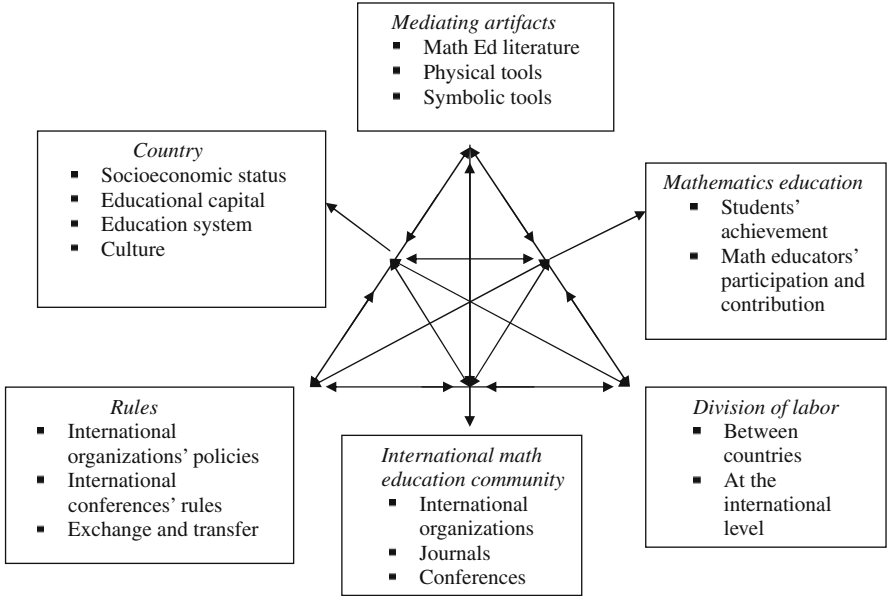 Mediating artifacts
▪ Math Ed literature
▪ Physical tools
▪ Symbolic tools
Country
▪ Socioeconomic status
▪ Educational capital
▪ Education system
▪ Culture
Mathematics education
▪ Students’
achievement
▪ Math educators’
participation and
contribution
Rules
▪ International
organizations’ policies
▪ International
conferences’ rules
▪ Exchange and transfer
International math
education community
▪ International
organizations
▪ Journals
▪ Conferences
Division of labor
▪ Between
countries
▪ At the
international
level